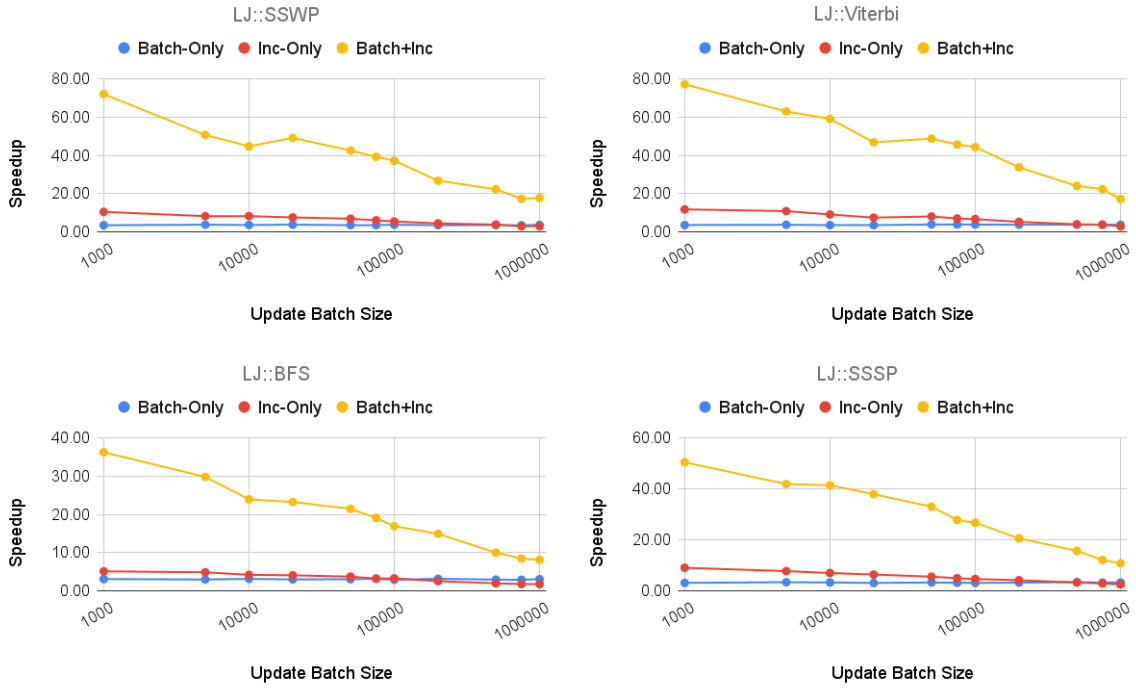 LJ::SSWP
Batch-Only Inc-Only Batch+Inc
80.00
60.00
40.00
20.00
0.00
Speedup
1000 10000 100000 1000000
Update Batch Size
LJ::Viterbi
Batch-Only Inc-Only Batch+Inc
80.00
60.00
40.00
20.00
0.00
Speedup
1000 10000 100000 1000000
Update Batch Size
LJ::BFS
Batch-Only Inc-Only Batch+Inc
40.00
30.00
20.00
10.00
0.00
Speedup
1000 10000 100000 1000000
Update Batch Size
LJ::SSSP
Batch-Only Inc-Only Batch+Inc
60.00
40.00
20.00
0.00
Speedup
1000 10000 100000 1000000
Update Batch Size